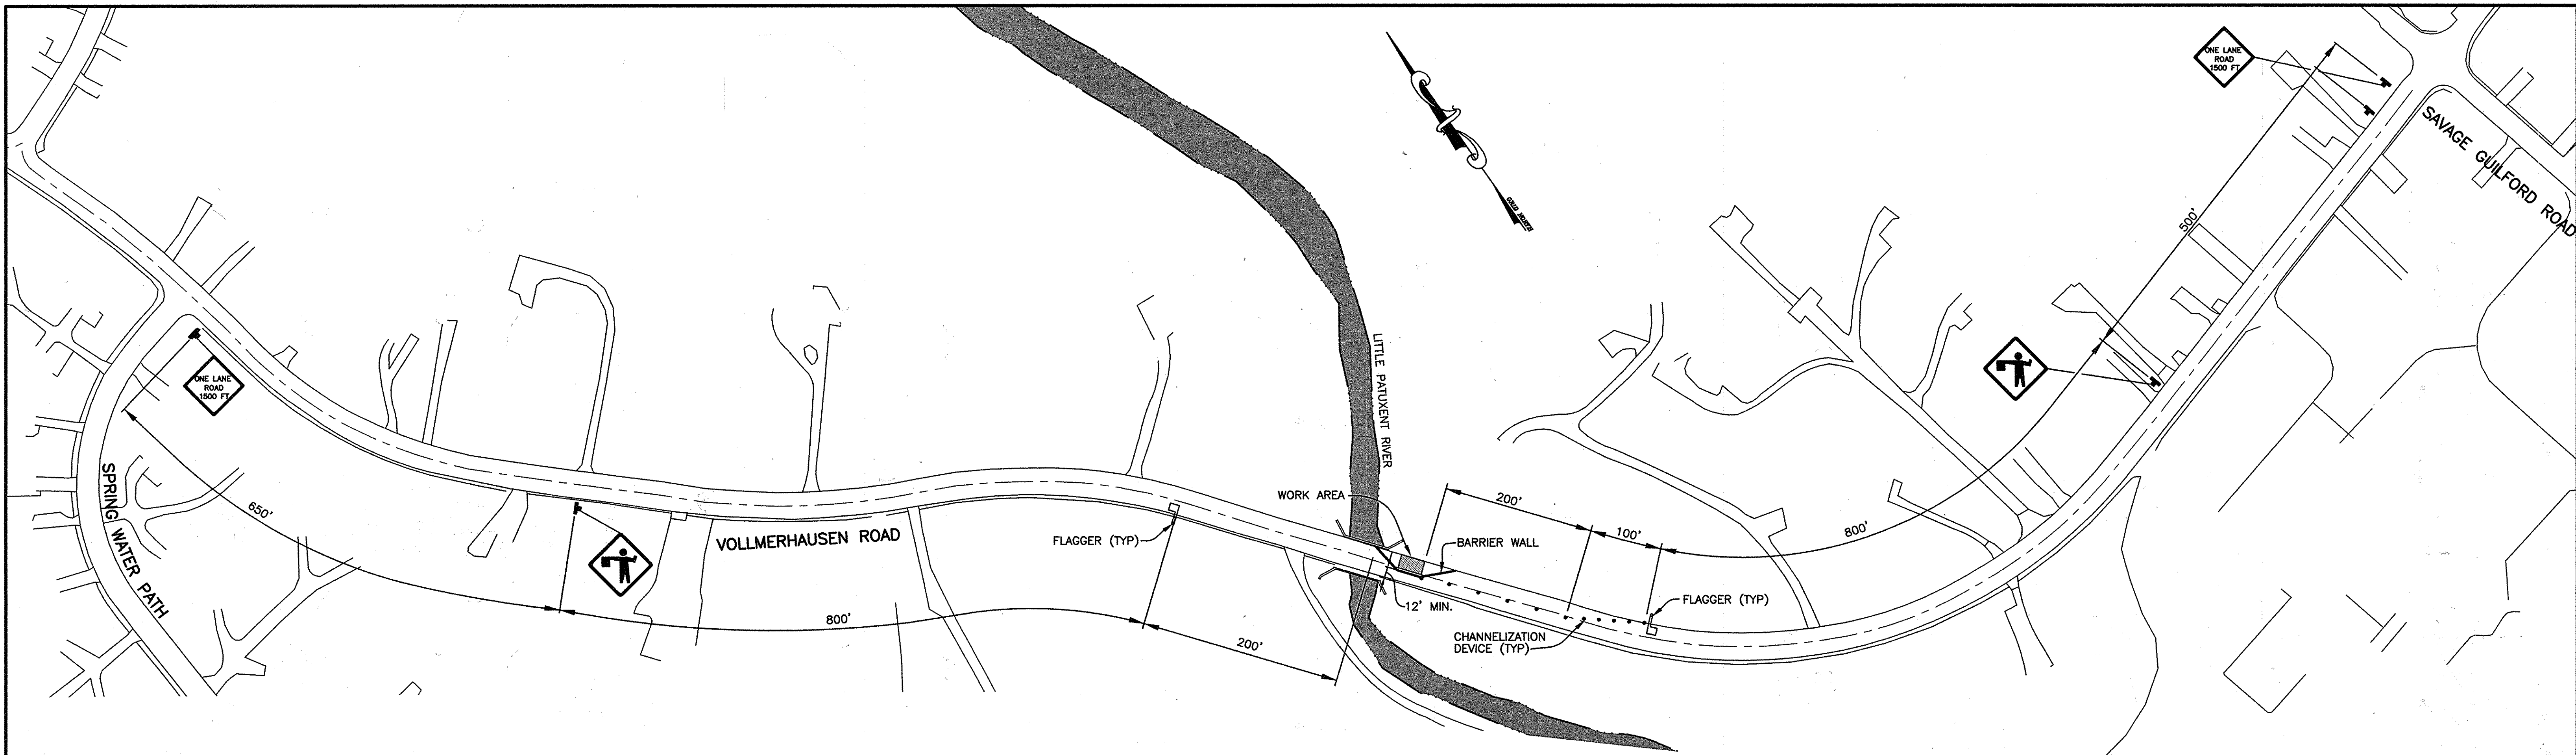 ONE LANE
ROAD
1500 FT
SAVAGE GUILFORD ROAD
500'
GRID NORTH
LITTLE PATUXENT RIVER
ONE LANE
ROAD
1500 FT
SPRING WATER PATH
650'
VOLLMERHAUSEN ROAD
FLAGGER (TYP)
WORK AREA
200'
100'
800'
BARRIER WALL
12' MIN.
FLAGGER (TYP)
CHANNELIZATION
DEVICE (TYP)
800'
200'